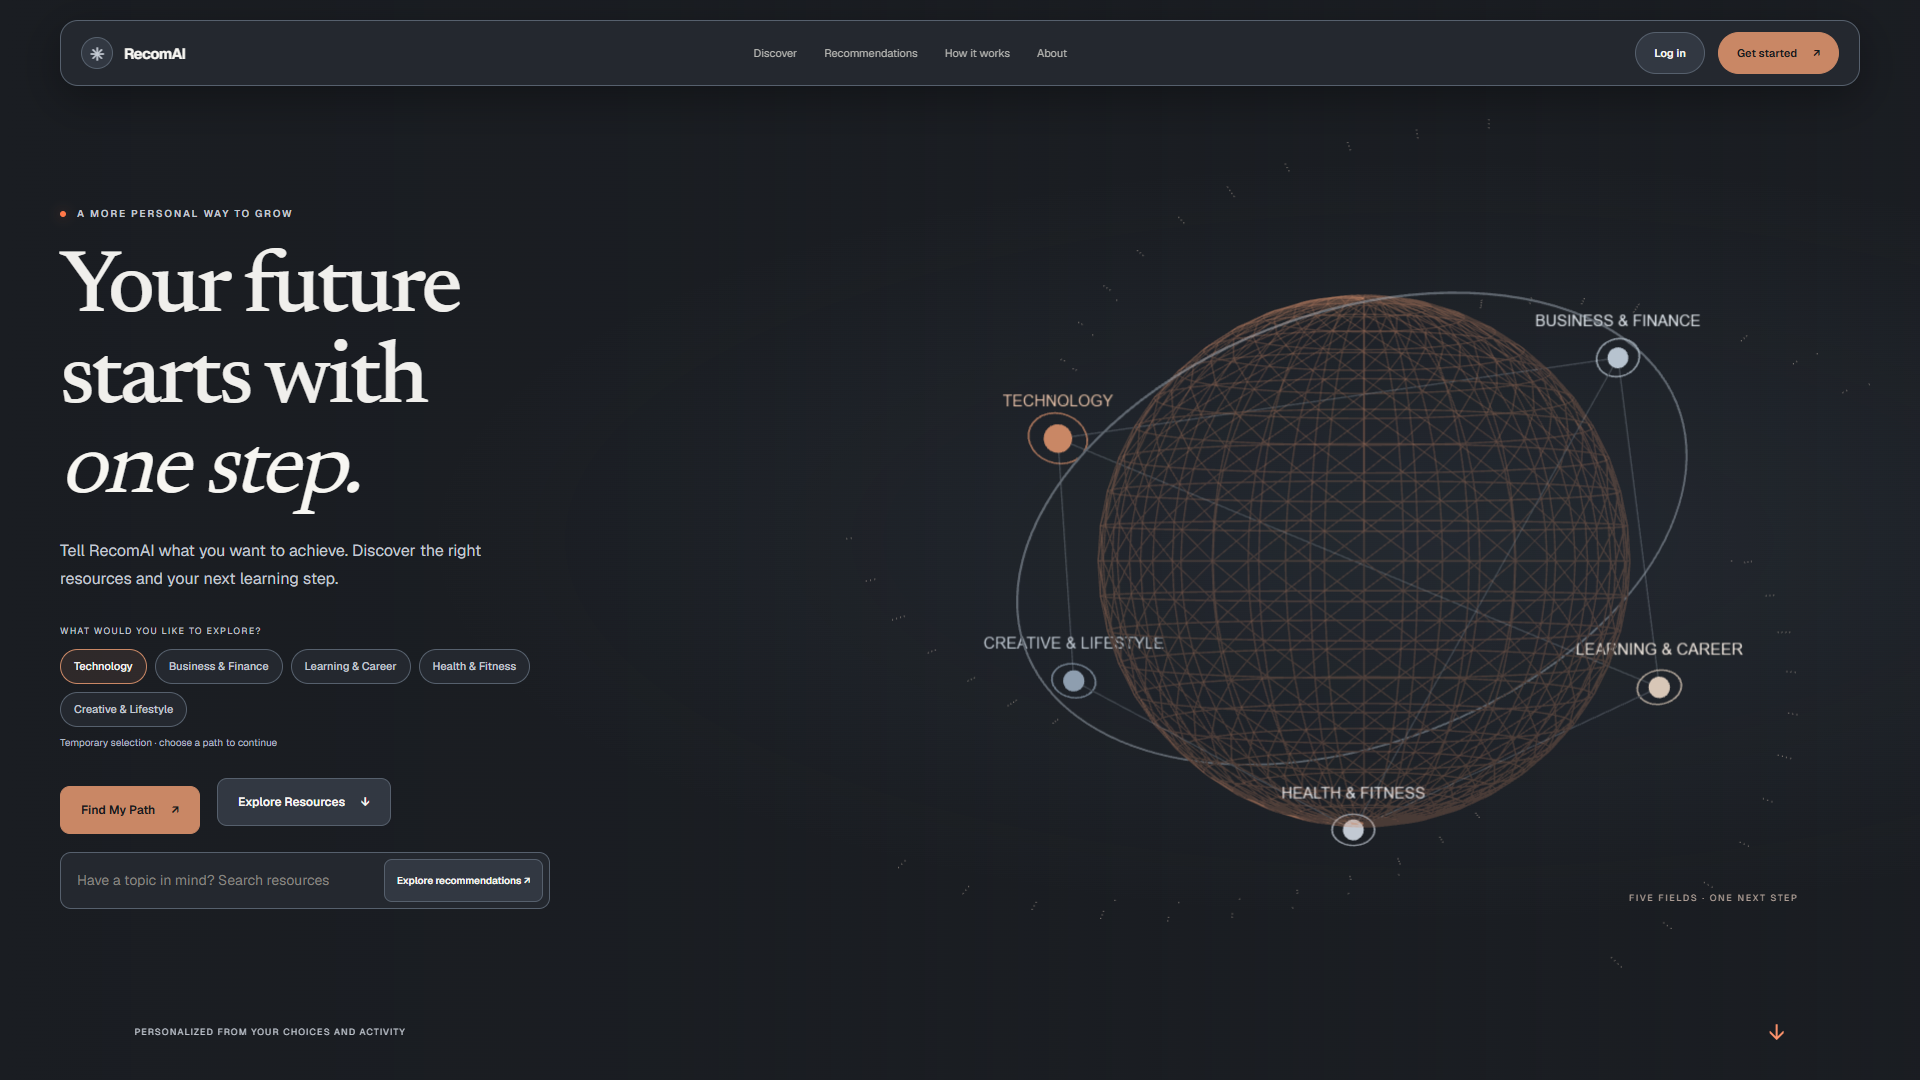 RecomAI
Discover
Recommendations
How it works
About
Log in
Get started ↗
A MORE PERSONAL WAY TO GROW
Your future
starts with
one step.
Tell RecomAI what you want to achieve. Discover the right
resources and your next learning step.
WHAT WOULD YOU LIKE TO EXPLORE?
Technology
Business & Finance
Learning & Career
Health & Fitness
Creative & Lifestyle
Temporary selection · choose a path to continue
Find My Path ↗
Explore Resources ↓
Have a topic in mind? Search resources
Explore recommendations ↗
BUSINESS & FINANCE
TECHNOLOGY
CREATIVE & LIFESTYLE
LEARNING & CAREER
HEALTH & FITNESS
FIVE FIELDS · ONE NEXT STEP
PERSONALIZED FROM YOUR CHOICES AND ACTIVITY
↓